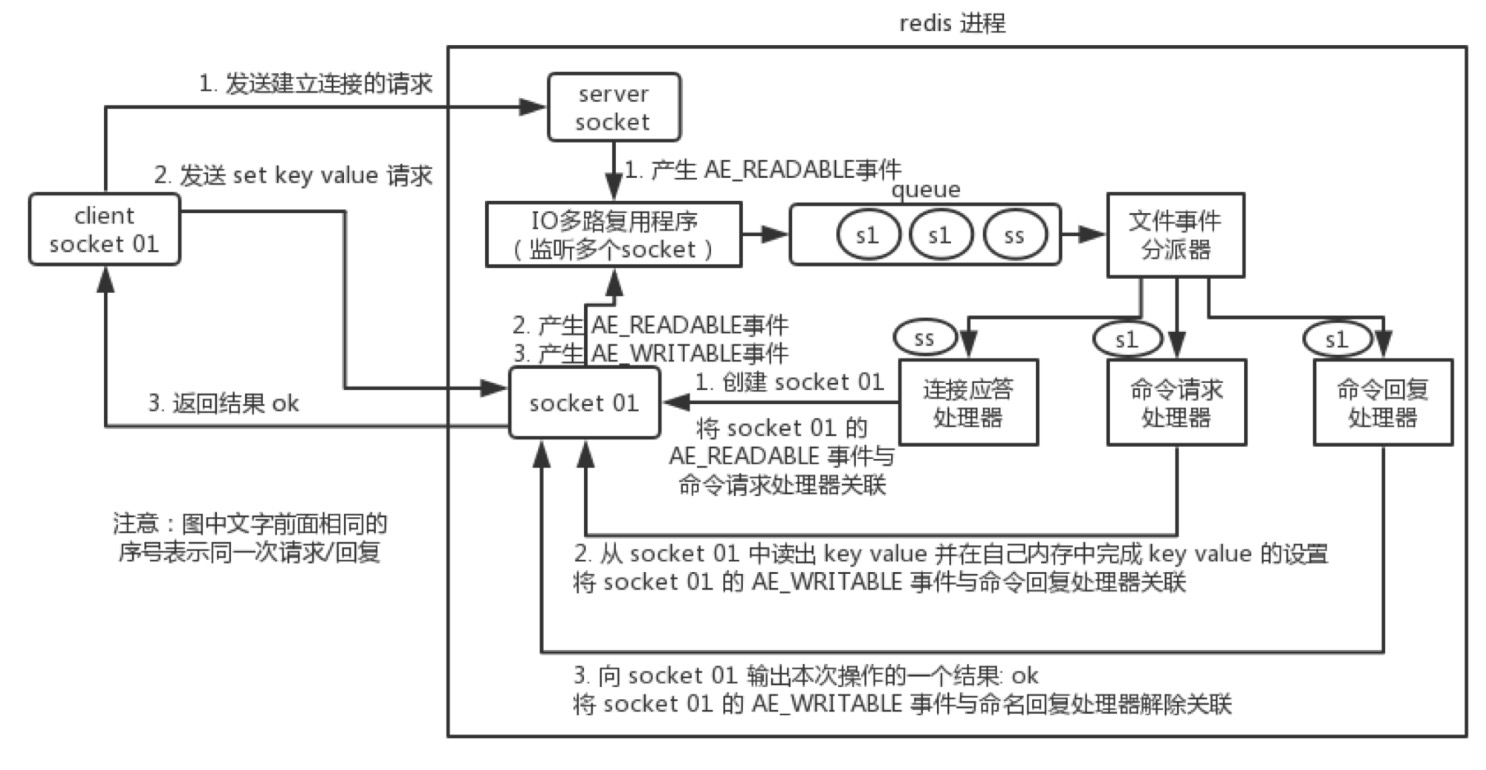 redis 进程
1. 发送建立连接的请求
server
socket
1. 产生 AE_READABLE事件
2. 发送 set key value 请求
queue
client
socket 01
IO多路复用程序
（监听多个socket）
s1
s1
ss
文件事件
分派器
2. 产生 AE_READABLE事件
3. 产生 AE_WRITABLE事件
ss
s1
s1
3. 返回结果 ok
socket 01
1. 创建 socket 01
将 socket 01 的
AE_READABLE 事件与
命令请求处理器关联
连接应答
处理器
命令请求
处理器
命令回复
处理器
注意：图中文字前面相同的
序号表示同一次请求/回复
2. 从 socket 01 中读出 key value 并在自己内存中完成 key value 的设置
将 socket 01 的 AE_WRITABLE 事件与命令回复处理器关联
3. 向 socket 01 输出本次操作的一个结果: ok
将 socket 01 的 AE_WRITABLE 事件与命名回复处理器解除关联